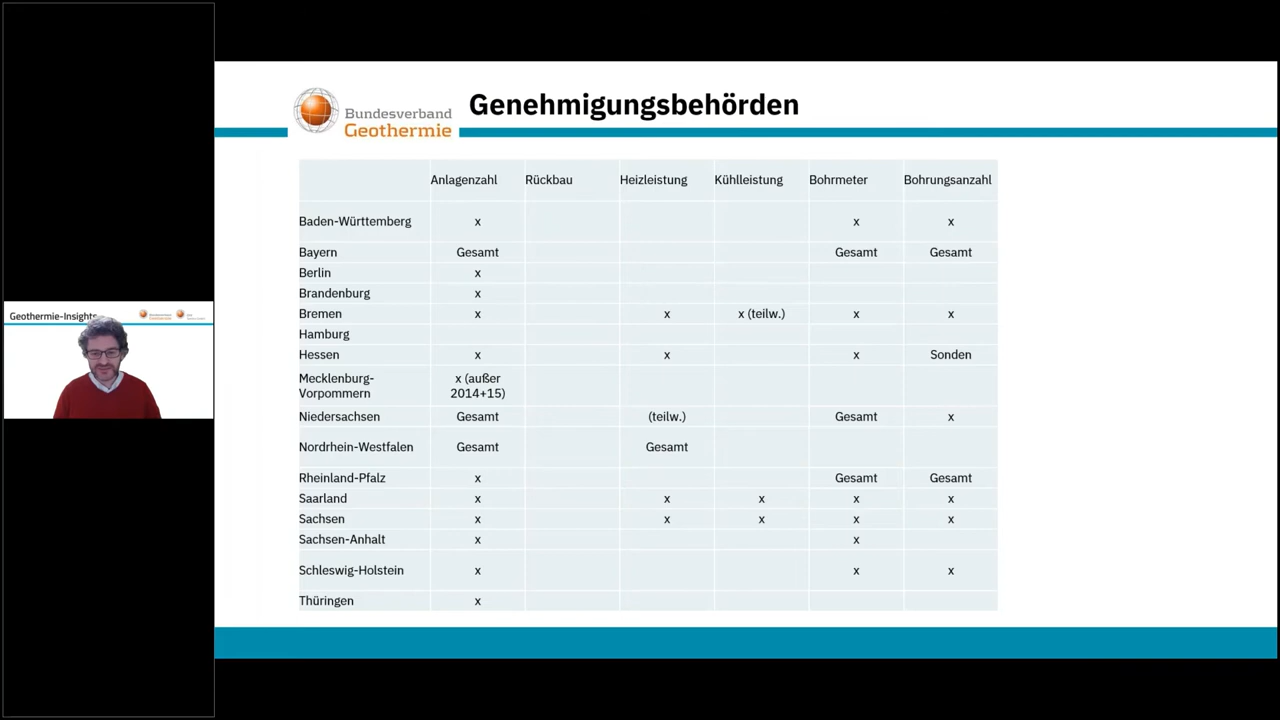 Bundesverband
Geothermie
Genehmigungsbehörden
Anlagenzahl Rückbau Heizleistung Kühlleistung Bohrmeter Bohrungsanzahl
Baden-Württemberg x x x
Bayern Gesamt Gesamt Gesamt
Berlin x
Brandenburg x
Bremen x x x (teilw.) x x
Hamburg
Hessen x x x Sonden
Mecklenburg-
Vorpommern x (außer
2014+15)
Niedersachsen Gesamt (teilw.) Gesamt x
Nordrhein-Westfalen Gesamt Gesamt
Rheinland-Pfalz x Gesamt Gesamt
Saarland x x x x x
Sachsen x x x x x
Sachsen-Anhalt x x
Schleswig-Holstein x x x
Thüringen x
Geothermie-Insights